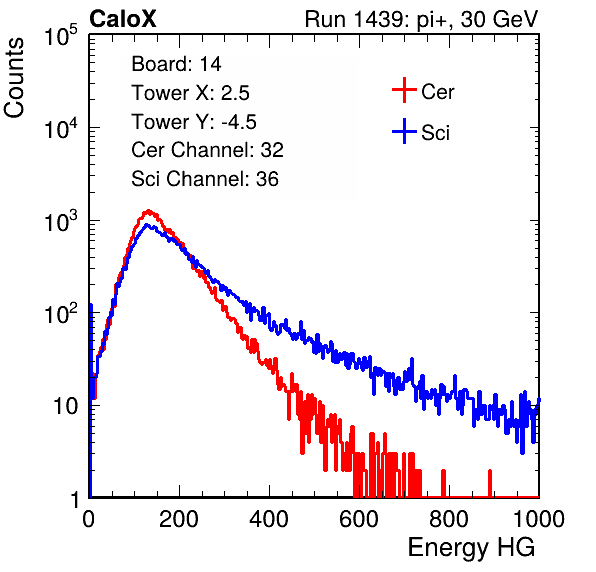 CaloX Run 1439: pi+, 30 GeV
Counts
Board: 14
Tower X: 2.5
Tower Y: -4.5
Cer Channel: 32
Sci Channel: 36
Cer
Sci
10^5
10^4
10^3
10^2
10
1
0 200 400 600 800 1000
Energy HG